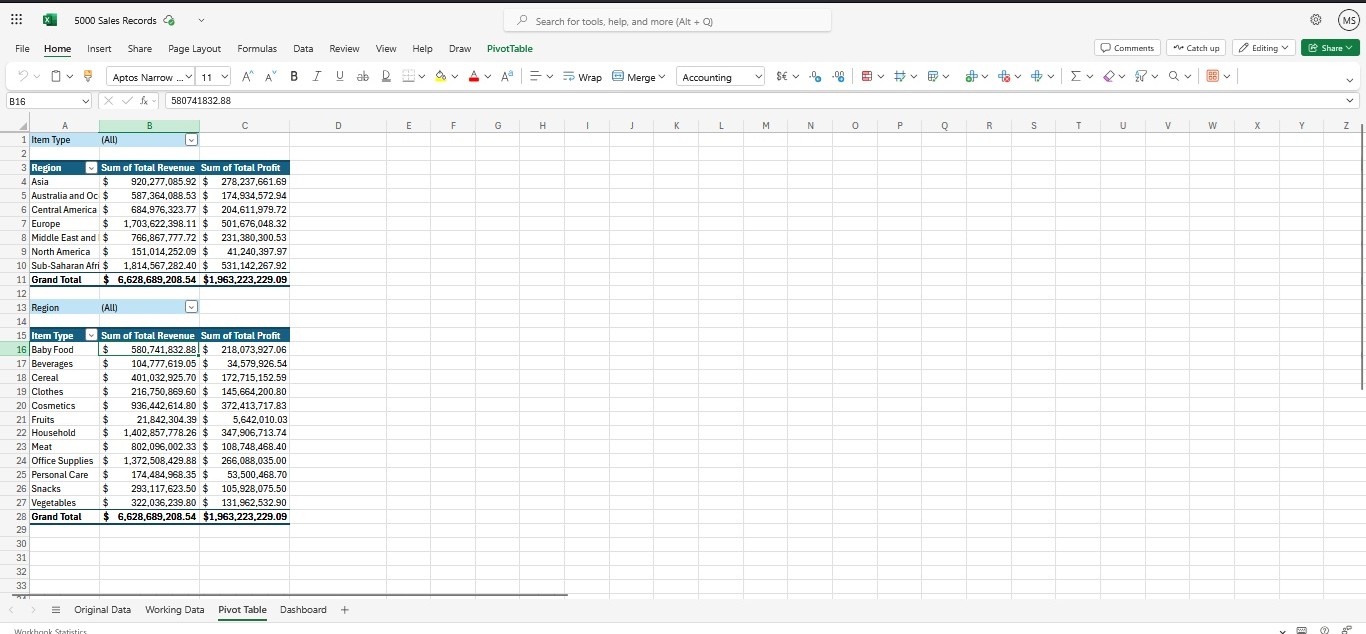 5000 Sales Records
Search for tools, help, and more (Alt + Q)
MS
File Home Insert Share Page Layout Formulas Data Review View Help Draw PivotTable
Comments Catch up Editing Share
Aptos Narrow ... 11 A A B I U ab D A A Wrap Merge Accounting $€
B16 fx 580741832.88
A B C D E F G H I J K L M N O P Q R S T U V W X Y Z
1 Item Type (All)
2
3 Region Sum of Total Revenue Sum of Total Profit
4 Asia $ 920,277,085.92 $ 278,237,661.69
5 Australia and Oc $ 587,364,088.53 $ 174,934,572.94
6 Central America $ 684,976,323.77 $ 204,611,979.72
7 Europe $ 1,703,622,398.11 $ 501,676,048.32
8 Middle East and $ 766,867,777.72 $ 231,380,300.53
9 North America $ 151,014,252.09 $ 41,240,397.97
10 Sub-Saharan Afri $ 1,814,567,282.40 $ 531,142,267.92
11 Grand Total $ 6,628,689,208.54 $1,963,223,229.09
12
13 Region (All)
14
15 Item Type Sum of Total Revenue Sum of Total Profit
16 Baby Food $ 580,741,832.88 $ 218,073,927.06
17 Beverages $ 104,777,619.05 $ 34,579,926.54
18 Cereal $ 401,032,925.70 $ 172,715,152.59
19 Clothes $ 216,750,869.60 $ 145,664,200.80
20 Cosmetics $ 936,442,614.80 $ 372,413,717.83
21 Fruits $ 21,842,304.39 $ 5,642,010.03
22 Household $ 1,402,857,778.26 $ 347,906,713.74
23 Meat $ 802,096,002.33 $ 108,748,468.40
24 Office Supplies $ 1,372,508,429.88 $ 266,088,035.00
25 Personal Care $ 174,484,968.35 $ 53,500,468.70
26 Snacks $ 293,117,623.50 $ 105,928,075.50
27 Vegetables $ 322,036,239.80 $ 131,962,532.90
28 Grand Total $ 6,628,689,208.54 $1,963,223,229.09
29
30
31
32
33
Original Data Working Data Pivot Table Dashboard +
Workbook Statistics